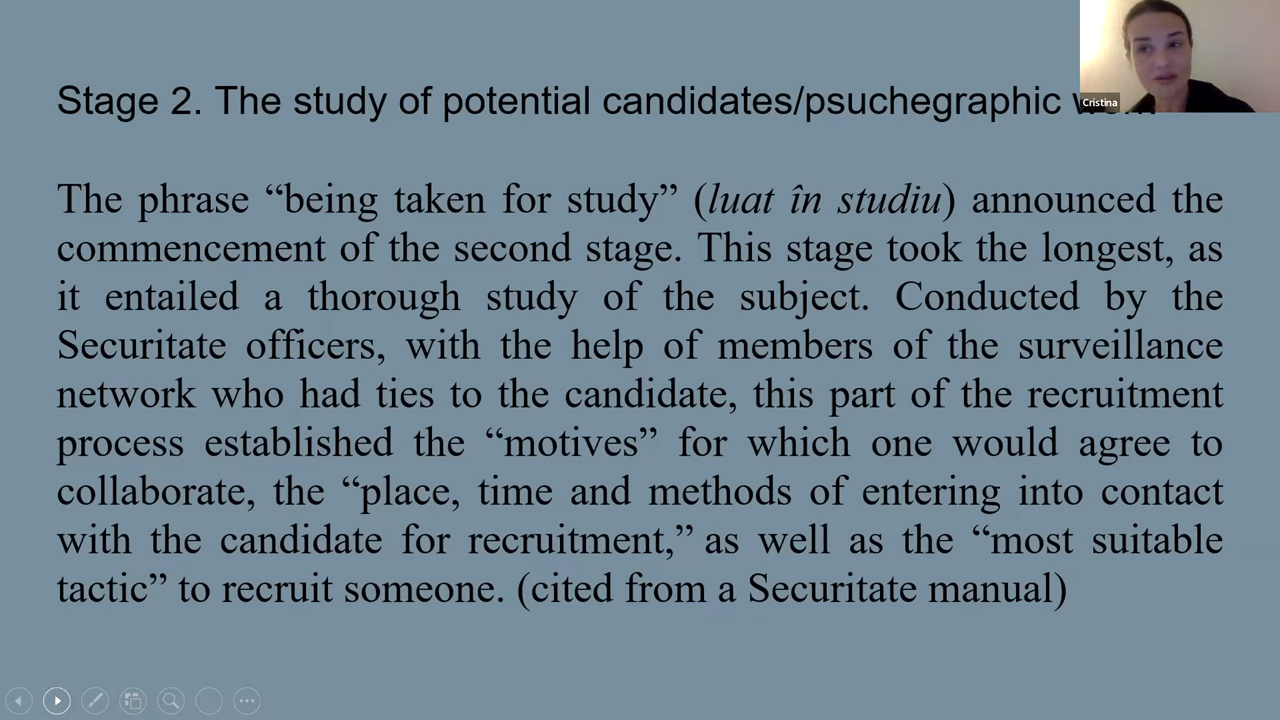 Stage 2. The study of potential candidates/psuchegraphic
Cristina
The phrase “being taken for study” (luat în studiu) announced the
commencement of the second stage. This stage took the longest, as
it entailed a thorough study of the subject. Conducted by the
Securitate officers, with the help of members of the surveillance
network who had ties to the candidate, this part of the recruitment
process established the “motives” for which one would agree to
collaborate, the “place, time and methods of entering into contact
with the candidate for recruitment,” as well as the “most suitable
tactic” to recruit someone. (cited from a Securitate manual)